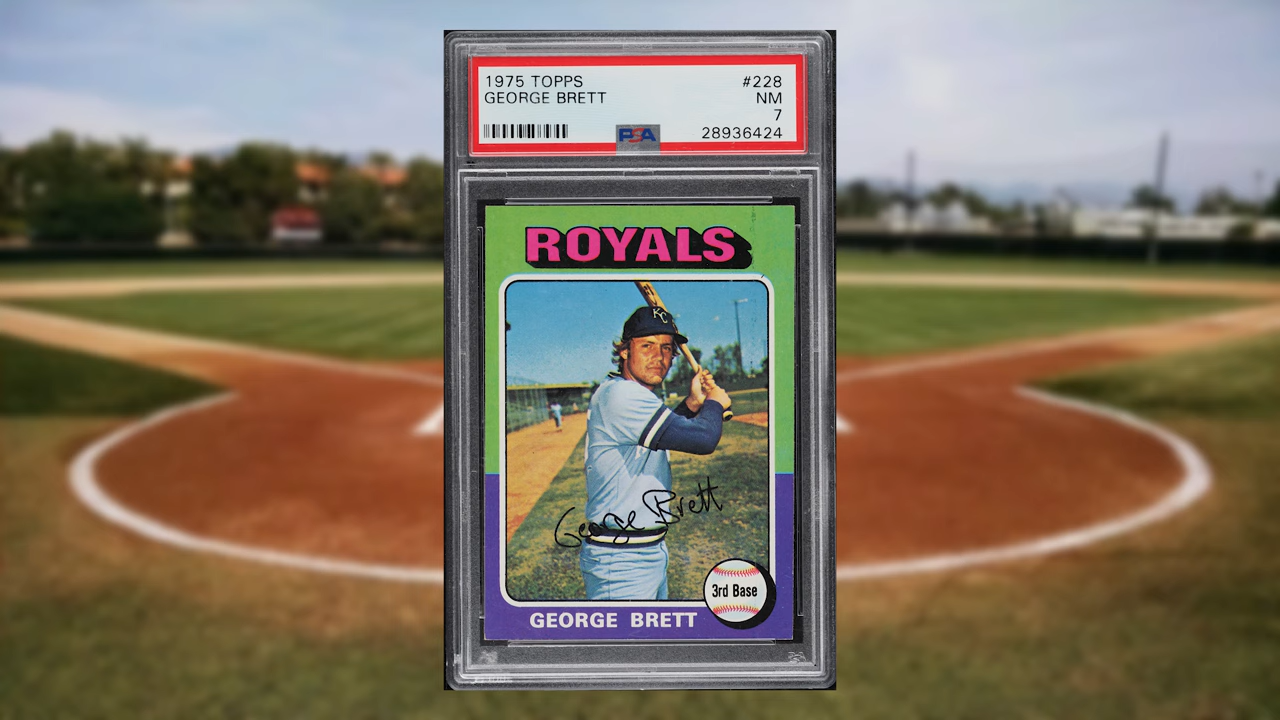 1975 TOPPS #228
GEORGE BRETT NM
7
28936424
PSA
ROYALS
KC
George Brett
3rd Base
GEORGE BRETT